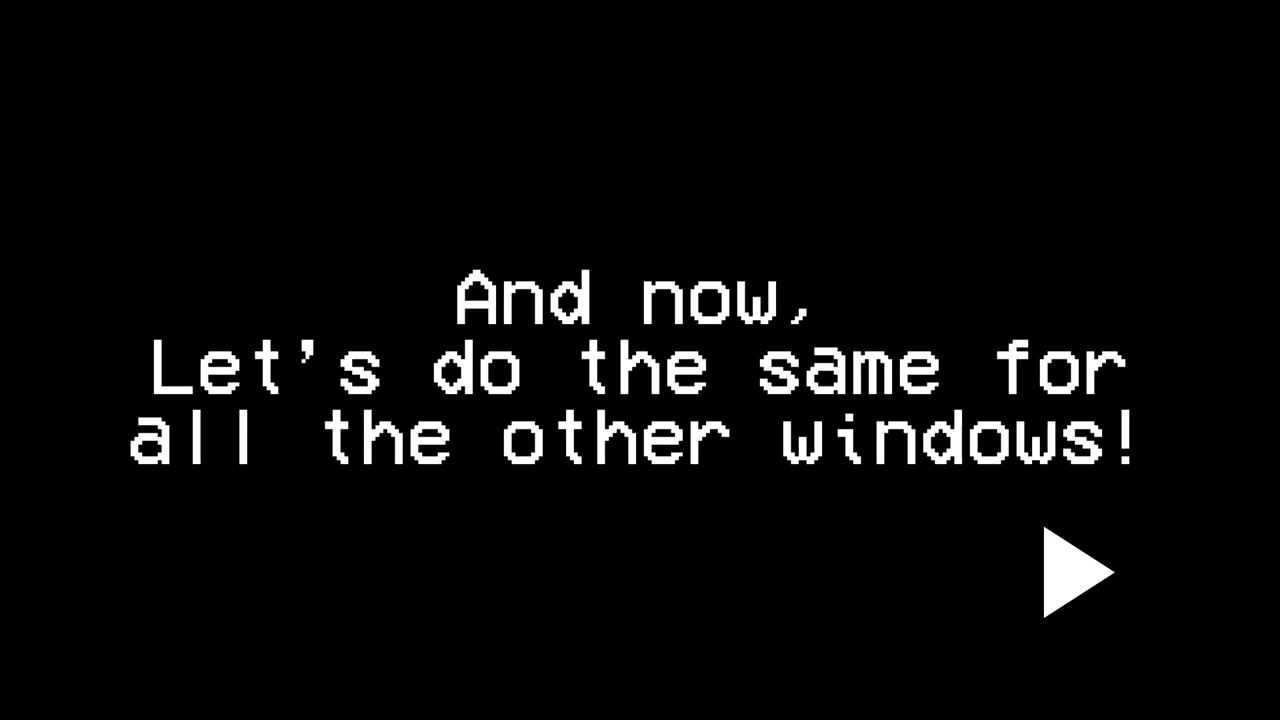 And now,
Let's do the same for
all the other windows!